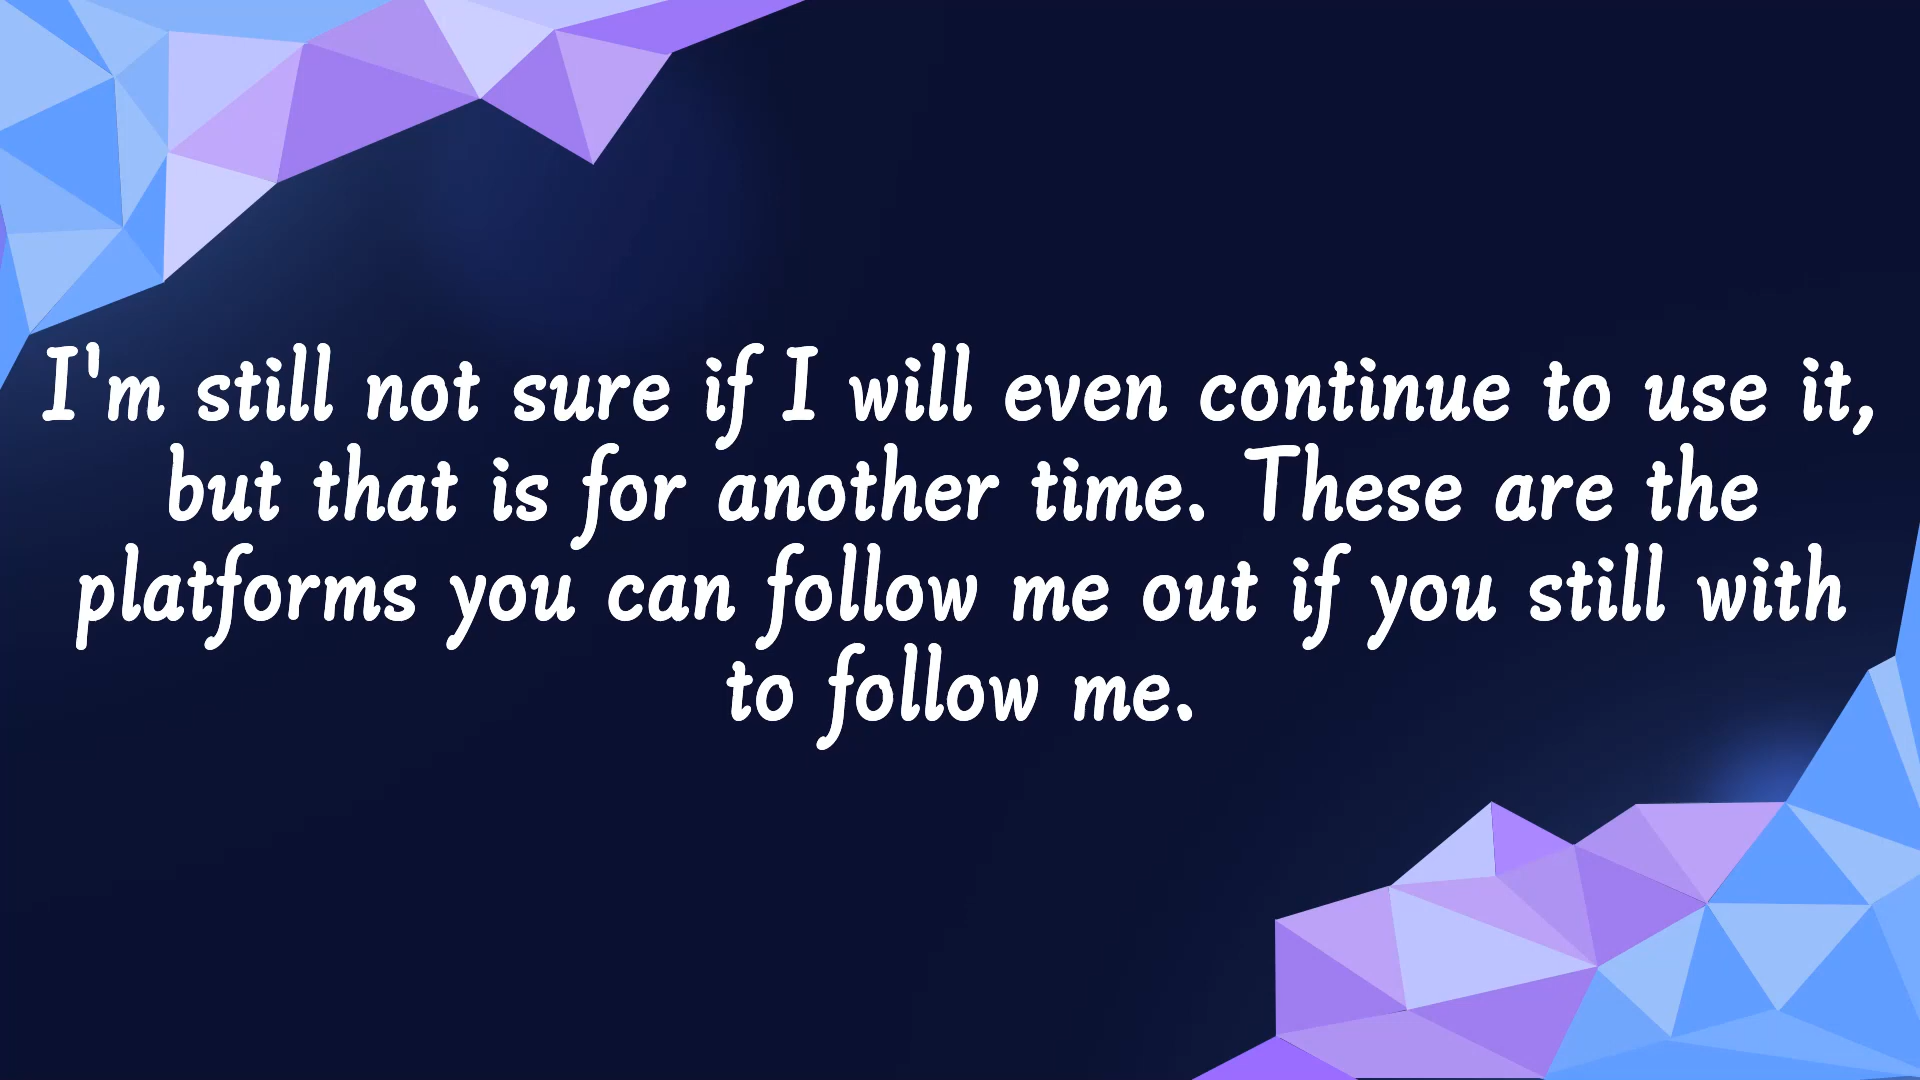 I'm still not sure if I will even continue to use it,
but that is for another time. These are the
platforms you can follow me out if you still with
to follow me.